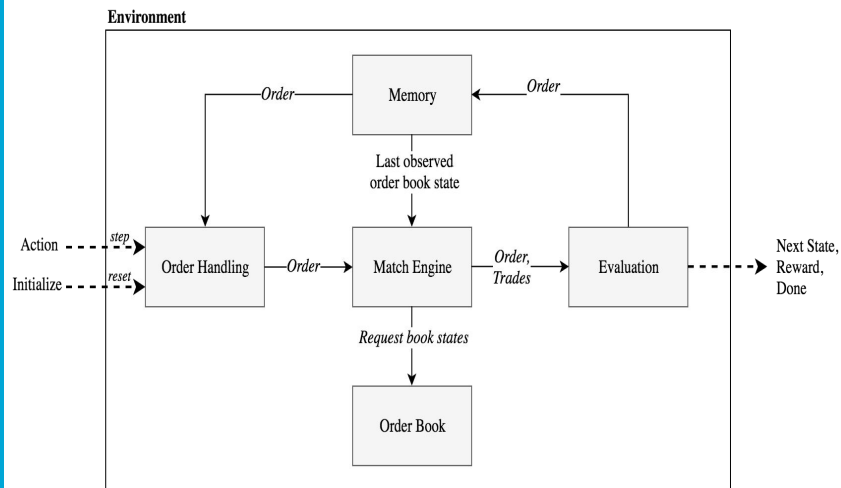 Environment
Memory
Order
Order
Last observed
order book state
Action
step
Initialize
reset
Order Handling
Order
Match Engine
Order,
Trades
Evaluation
Next State,
Reward,
Done
Request book states
Order Book